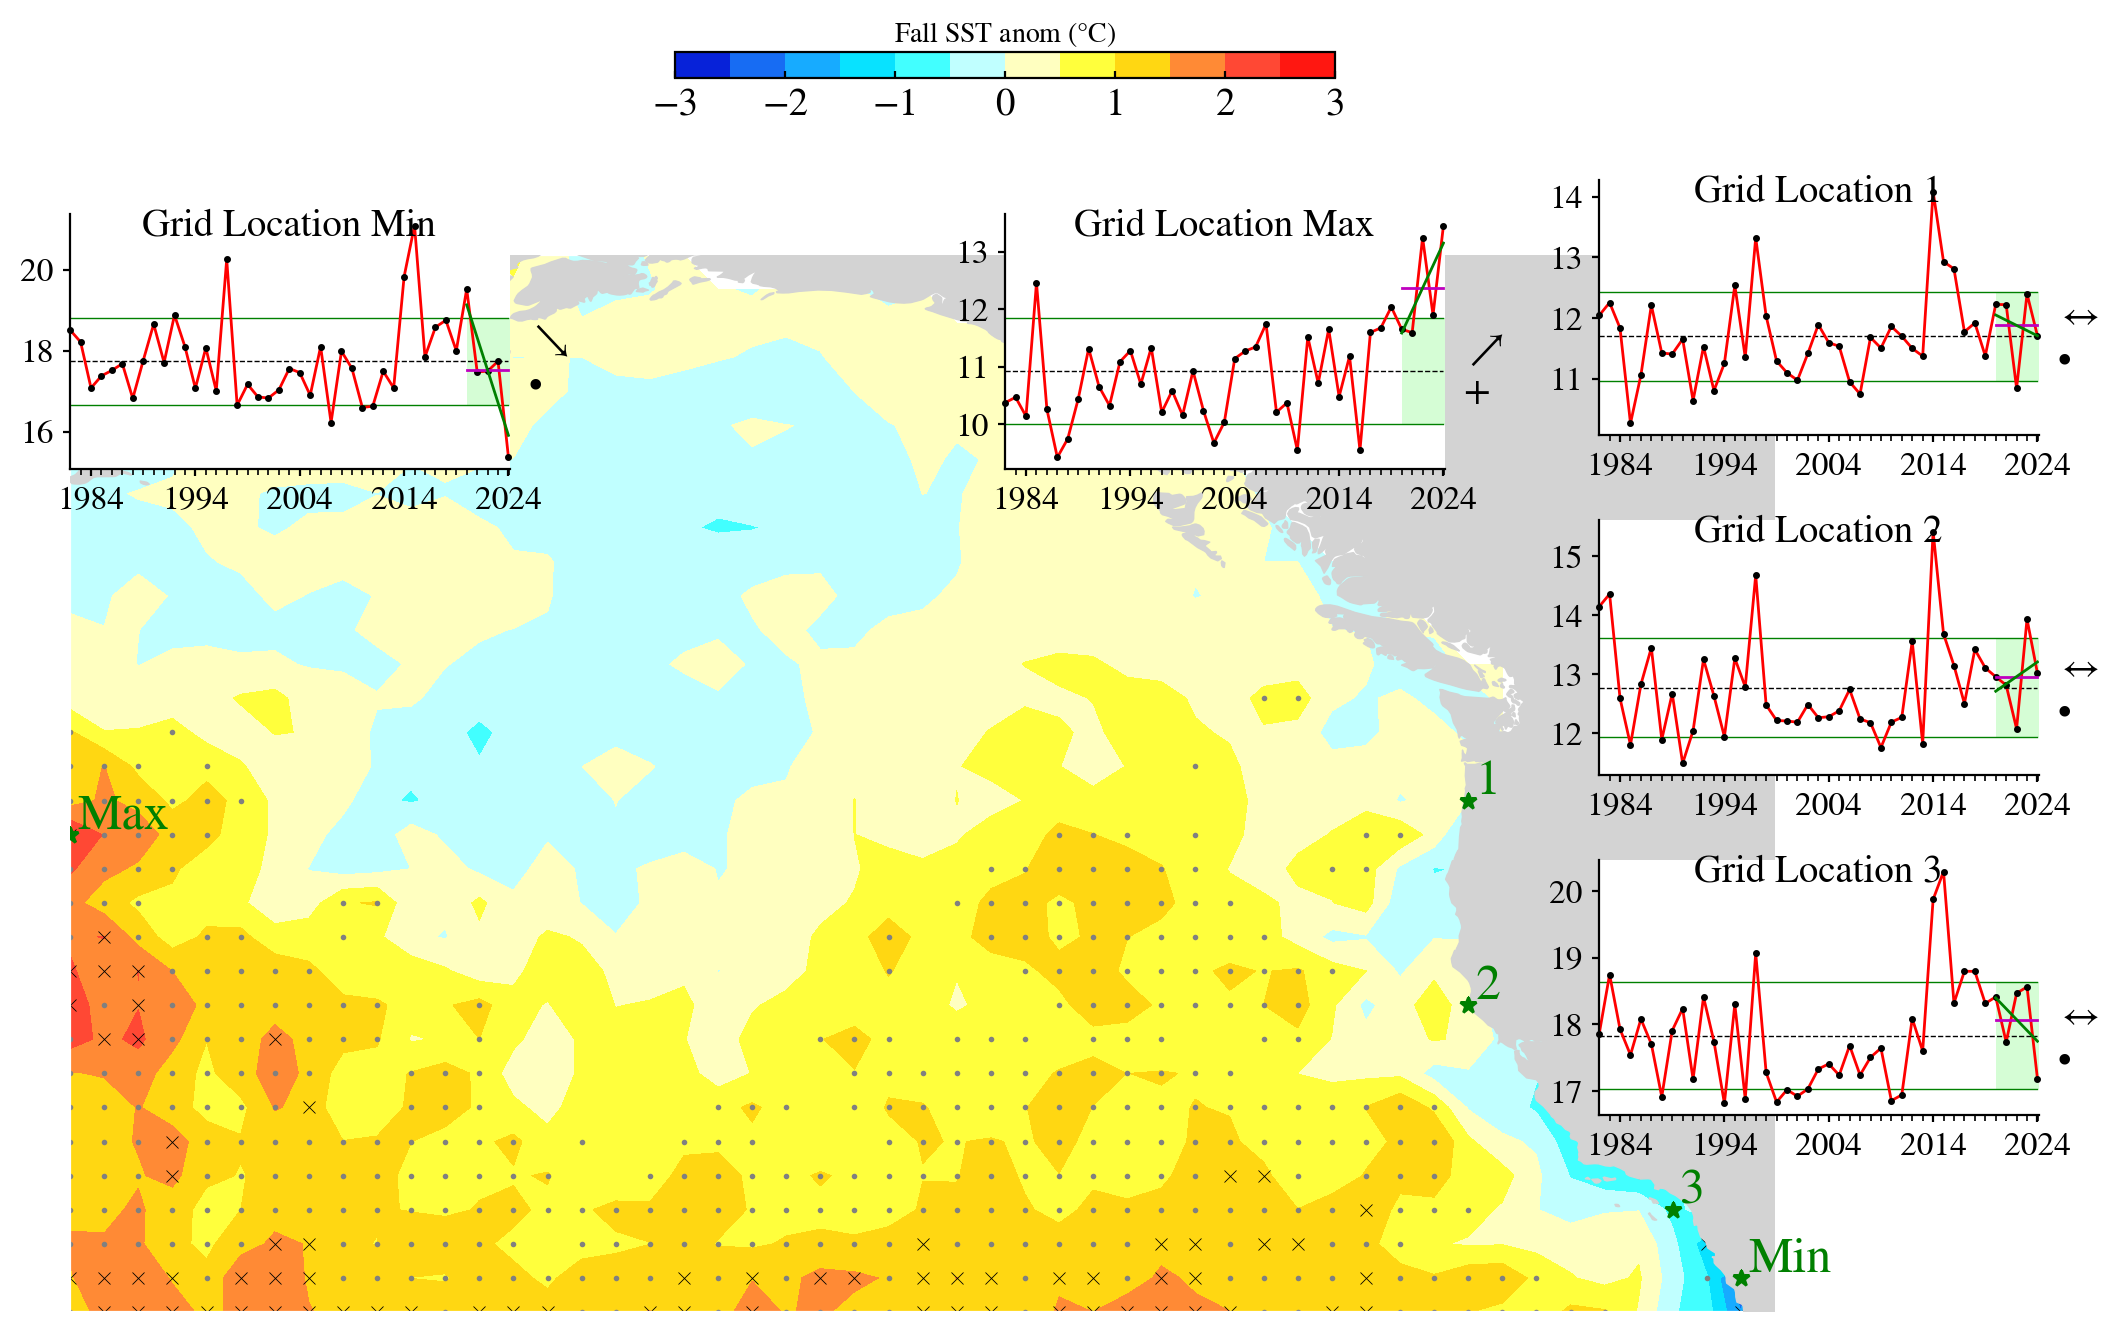 Fall SST anom (°C)
−3 −2 −1 0 1 2 3
Grid Location Min
20
18
16
1984 1994 2004 2014 2024
Grid Location Max
13
12
11
10
1984 1994 2004 2014 2024
+
Grid Location 1
14
13
12
11
1984 1994 2004 2014 2024
Grid Location 2
15
14
13
12
1984 1994 2004 2014 2024
Grid Location 3
20
19
18
17
1984 1994 2004 2014 2024
1
Max
2
3
Min